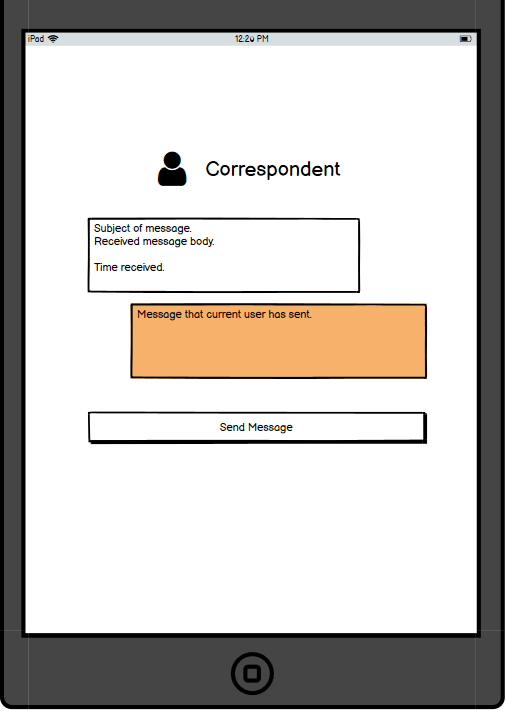 iPad
12:20 PM
Correspondent
Subject of message.
Received message body.
Time received.
Message that current user has sent.
Send Message